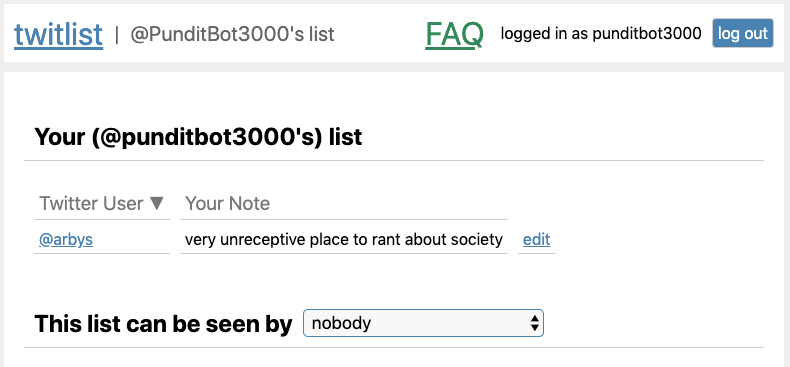 twitlist | @PunditBot3000's list FAQ logged in as punditbot3000 log out
Your (@punditbot3000's) list
Twitter User ▼ Your Note
@arbys very unreceptive place to rant about society edit
This list can be seen by nobody